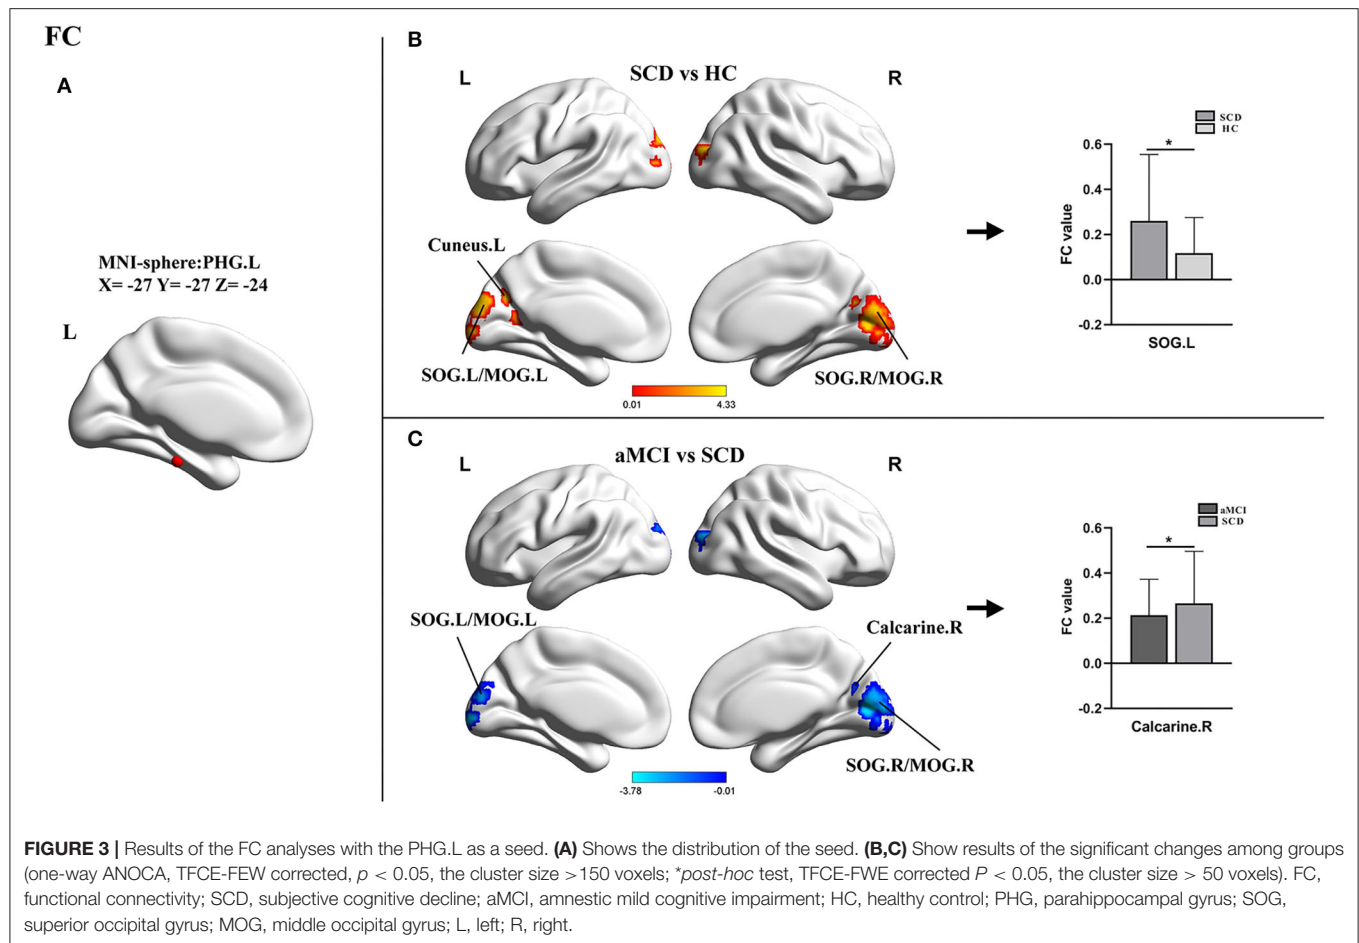 FC
A
MNI-sphere:PHG.L
X= -27 Y= -27 Z= -24
L
B
SCD vs HC
L
R
Cuneus.L
SOG.L/MOG.L
SOG.R/MOG.R
0.01
4.33
SCD
HC
*
0.6
0.4
0.2
0.0
-0.2
FC value
SOG.L
C
aMCI vs SCD
L
R
SOG.L/MOG.L
Calcarine.R
SOG.R/MOG.R
-3.78
-0.01
aMCI
SCD
*
0.6
0.4
0.2
0.0
-0.2
FC value
Calcarine.R
FIGURE 3 | Results of the FC analyses with the PHG.L as a seed. (A) Shows the distribution of the seed. (B,C) Show results of the significant changes among groups
(one-way ANOCA, TFCE-FEW corrected, p < 0.05, the cluster size >150 voxels; *post-hoc test, TFCE-FWE corrected P < 0.05, the cluster size > 50 voxels). FC,
functional connectivity; SCD, subjective cognitive decline; aMCI, amnestic mild cognitive impairment; HC, healthy control; PHG, parahippocampal gyrus; SOG,
superior occipital gyrus; MOG, middle occipital gyrus; L, left; R, right.